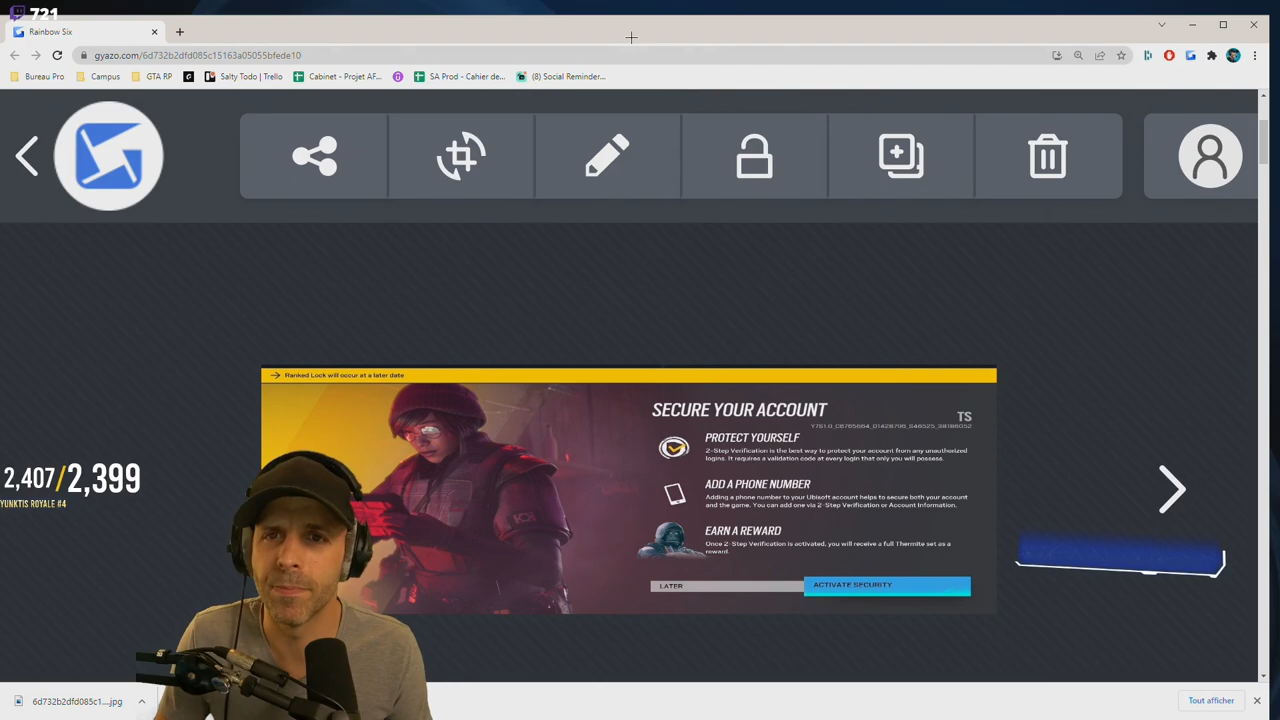 721
Rainbow Six
gyazo.com/6d732b2dfd085c15163a05055bfede10
Bureau Pro
Campus
GTA RP
Salty Todo | Trello
Cabinet - Projet AF...
SA Prod - Cahier de...
(8) Social Reminder...
Ranked Lock will occur at a later date
SECURE YOUR ACCOUNT
TS
PROTECT YOURSELF
2-Step Verification is the best way to protect your account from any unauthorized
logins. It requires a validation code at every login that only you will possess.
ADD A PHONE NUMBER
Adding a phone number to your Ubisoft account helps to secure both your account
and the game. You can add one via 2-Step Verification or Account Information.
EARN A REWARD
Once 2-Step Verification is activated, you will receive a full Thermite set as a
reward.
LATER
ACTIVATE SECURITY
2,407/2,399
YUNKTIS ROYALE #4
6d732b2dfd085c1....jpg
Tout afficher